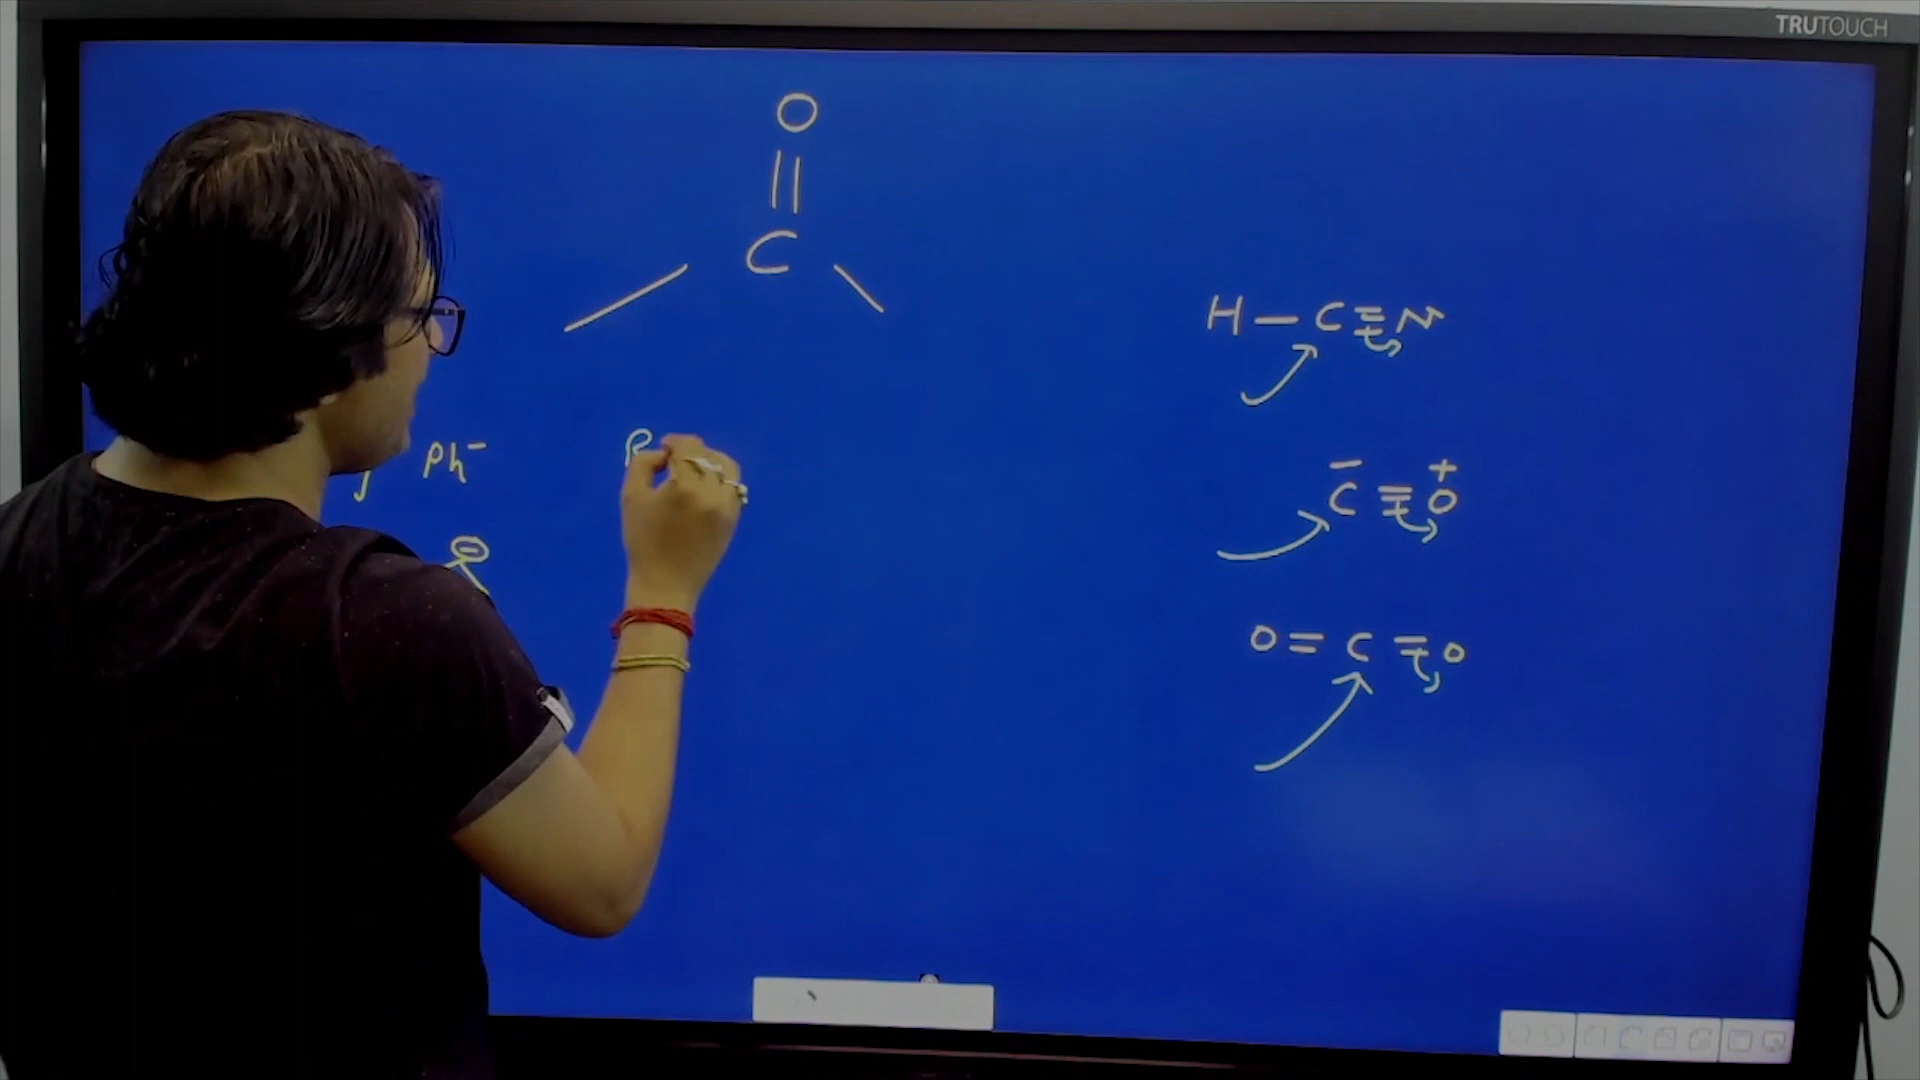 TRUTOUCH
O
||
C
H — C ≡ N
Ph⁻
C⁻ ≡ O⁺
⊖
O = C = O